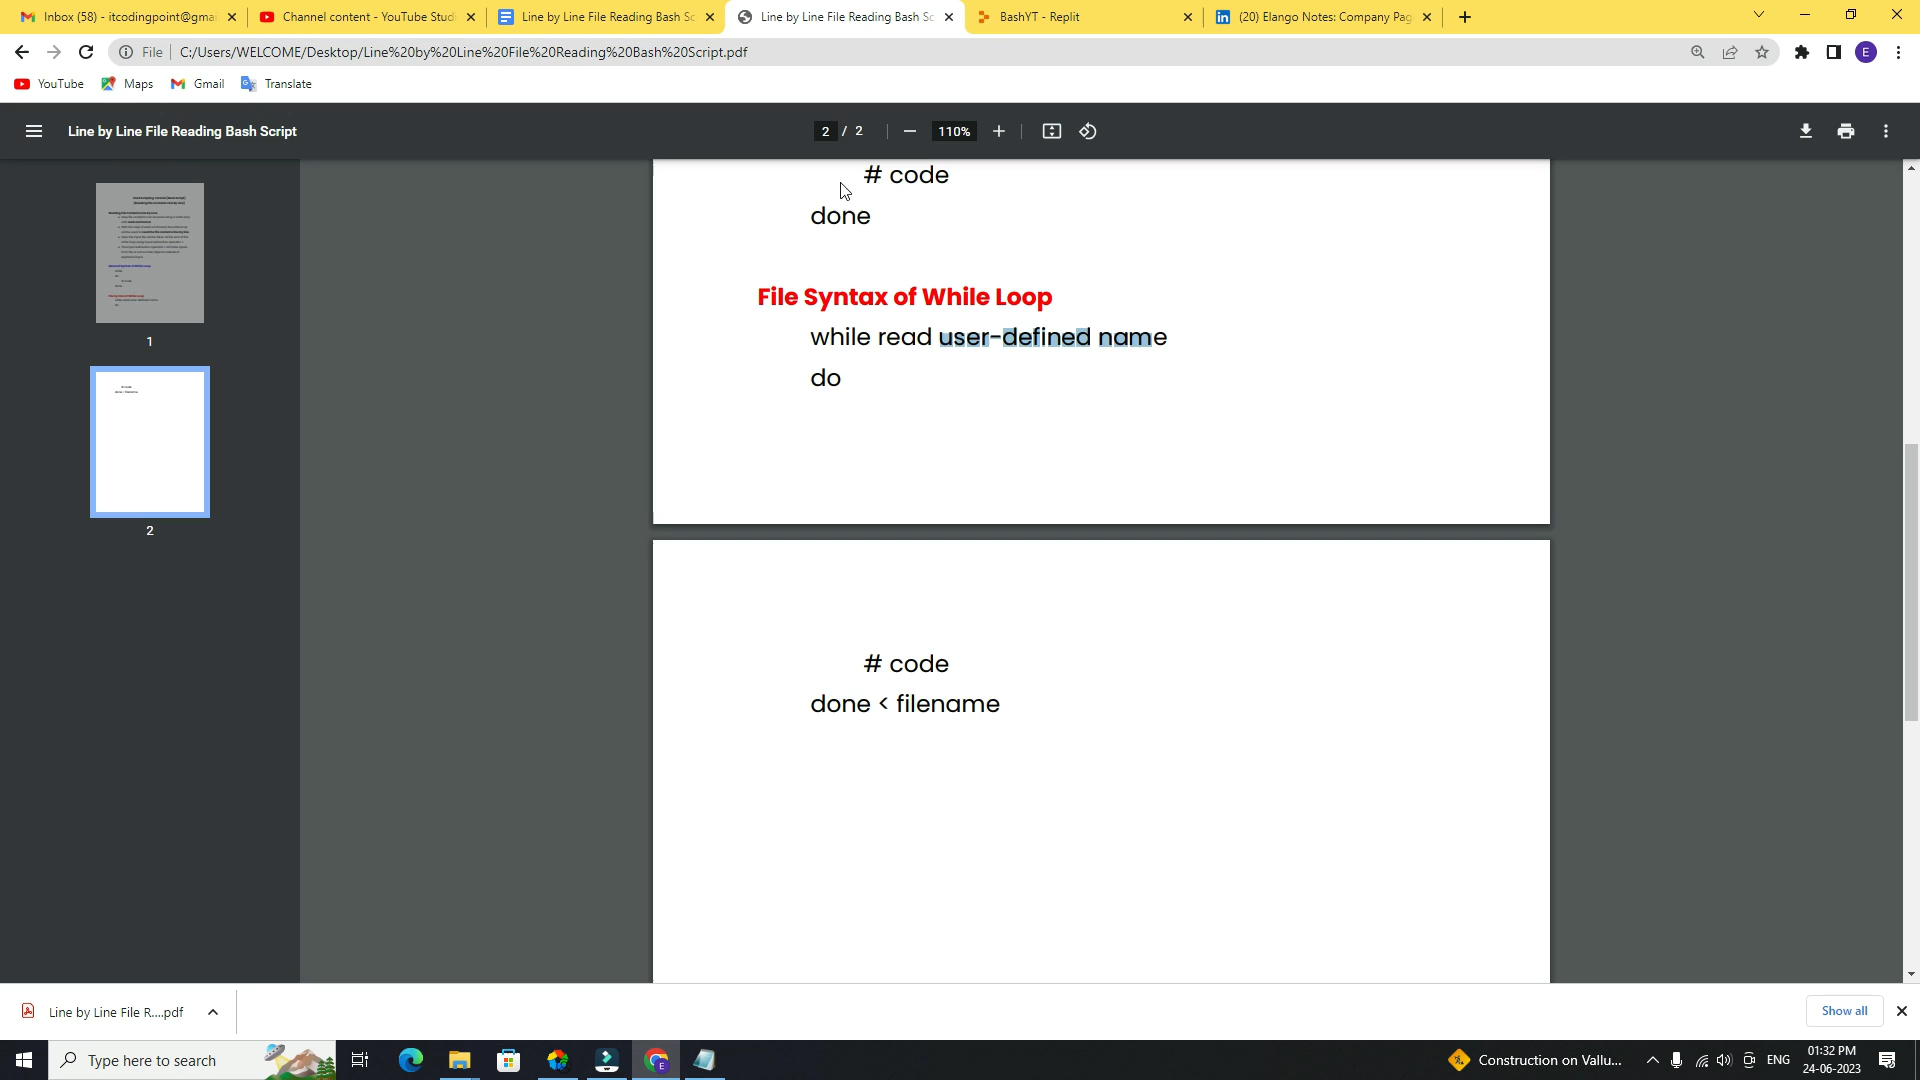 Inbox (58) - itcodingpoint@gmai
Channel content - YouTube Studi
Line by Line File Reading Bash Sc
Line by Line File Reading Bash Sc
BashYT - Replit
(20) Elango Notes: Company Pag
File
C:/Users/WELCOME/Desktop/Line%20by%20Line%20File%20Reading%20Bash%20Script.pdf
E
YouTube
Maps
Gmail
Translate
Line by Line File Reading Bash Script
2 / 2
110%
1
2
# code
done
File Syntax of While Loop
while read user-defined name
do
# code
done < filename
Line by Line File R....pdf
Show all
Type here to search
Construction on Vallu...
ENG
01:32 PM
24-06-2023